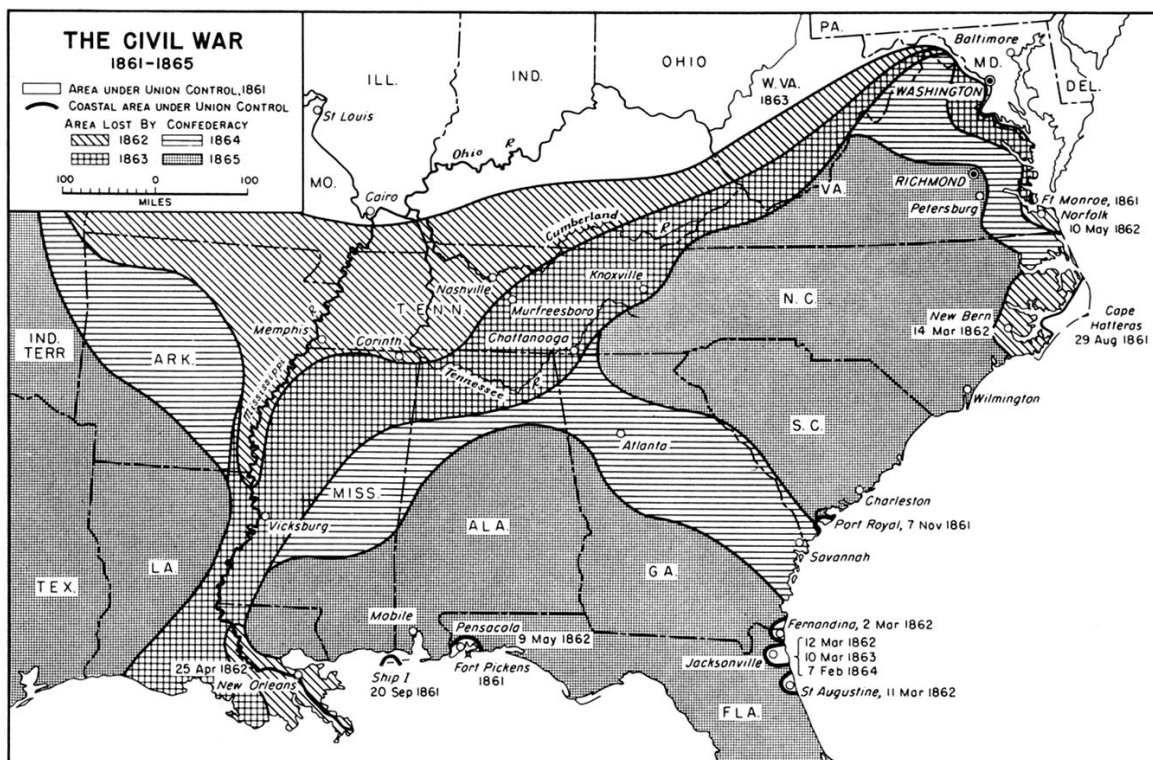 THE CIVIL WAR
1861-1865
AREA UNDER UNION CONTROL, 1861
COASTAL AREA UNDER UNION CONTROL
AREA LOST BY CONFEDERACY
1862
1864
1863
1865
100 0 100
MILES
ILL.
IND.
OHIO
PA.
Baltimore
MD.
DEL.
W. VA.
1863
WASHINGTON
St Louis
Ohio R
MO.
Cairo
VA.
RICHMOND
Petersburg
Ft Monroe, 1861
Norfolk
10 May 1862
Cumberland R
Nashville
Knoxville
TENN.
Murfreesboro
N.C.
New Bern
14 Mar 1862
Cape
Hatteras
29 Aug 1861
IND.
TERR
ARK.
Memphis
Mississippi R
Corinth
Chattanooga
Tennessee R
Wilmington
S.C.
Atlanta
MISS.
Charleston
Vicksburg
ALA.
Port Royal, 7 Nov 1861
Savannah
TEX.
LA.
GA.
Mobile
Pensacola
9 May 1862
Fernandina, 2 Mar 1862
12 Mar 1862
Jacksonville
10 Mar 1863
7 Feb 1864
25 Apr 1862
New Orleans
Ship I
20 Sep 1861
Fort Pickens
1861
St Augustine, 11 Mar 1862
FLA.